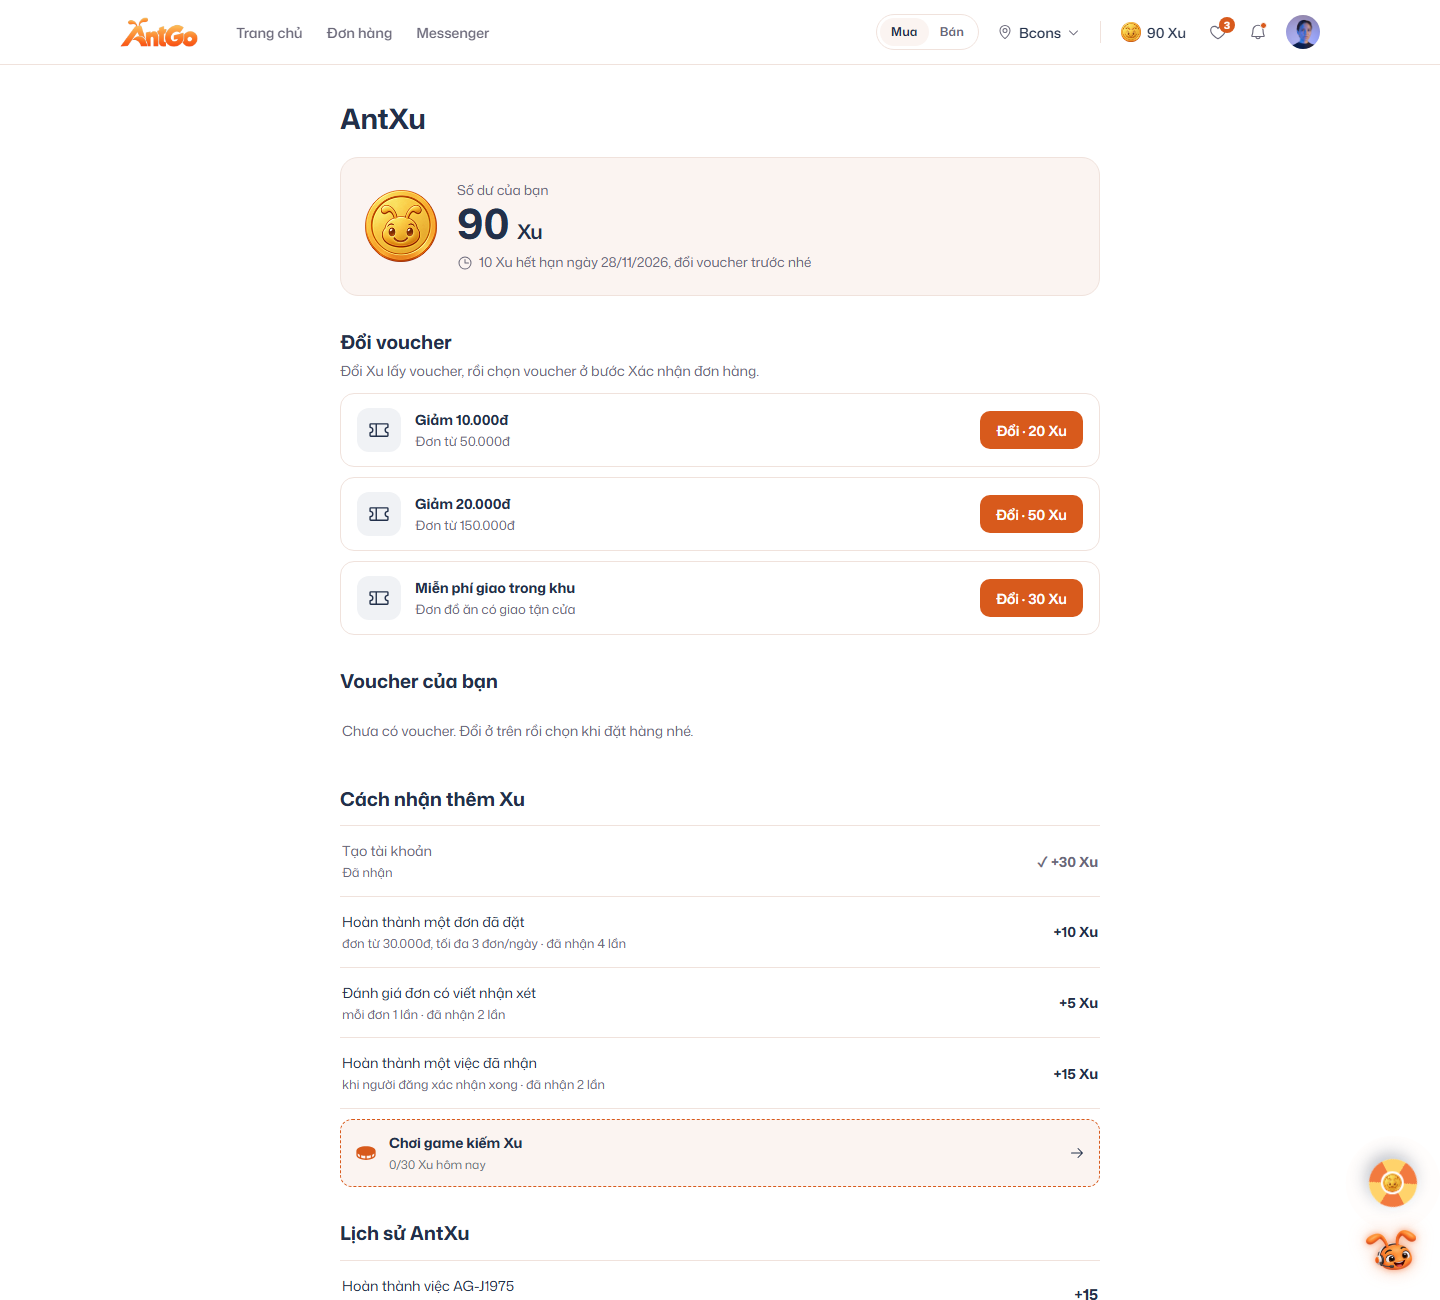 AntGo
Trang chủ
Đơn hàng
Messenger
Mua
Bán
Bcons
90 Xu
3
AntXu
Số dư của bạn
90 Xu
10 Xu hết hạn ngày 28/11/2026, đổi voucher trước nhé
Đổi voucher
Đổi Xu lấy voucher, rồi chọn voucher ở bước Xác nhận đơn hàng.
Giảm 10.000đ
Đơn từ 50.000đ
Đổi · 20 Xu
Giảm 20.000đ
Đơn từ 150.000đ
Đổi · 50 Xu
Miễn phí giao trong khu
Đơn đồ ăn có giao tận cửa
Đổi · 30 Xu
Voucher của bạn
Chưa có voucher. Đổi ở trên rồi chọn khi đặt hàng nhé.
Cách nhận thêm Xu
Tạo tài khoản
Đã nhận
✓ +30 Xu
Hoàn thành một đơn đã đặt
đơn từ 30.000đ, tối đa 3 đơn/ngày · đã nhận 4 lần
+10 Xu
Đánh giá đơn có viết nhận xét
mỗi đơn 1 lần · đã nhận 2 lần
+5 Xu
Hoàn thành một việc đã nhận
khi người đăng xác nhận xong · đã nhận 2 lần
+15 Xu
Chơi game kiếm Xu
0/30 Xu hôm nay
Lịch sử AntXu
Hoàn thành việc AG-J1975
+15